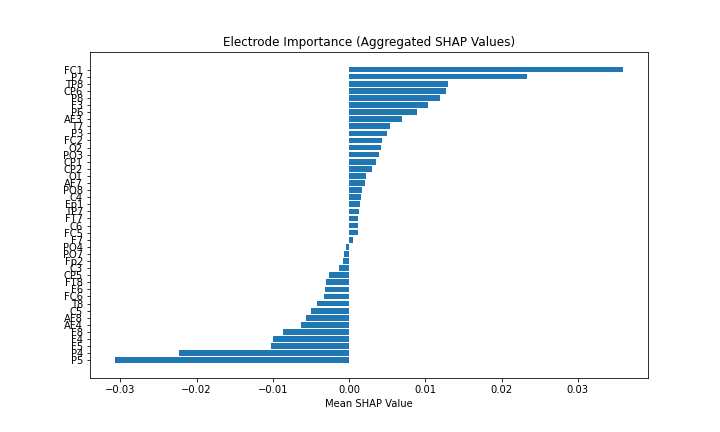 Electrode Importance (Aggregated SHAP Values)
FC1
P7
TP8
CP6
P8
F3
P6
AF3
T7
P3
FC2
O2
PO3
CP1
CP2
O1
AF7
PO8
C4
Fp1
TP7
FT7
C6
FC5
F7
PO4
PO7
Fp2
C3
CP5
FT8
F6
FC6
T8
C5
AF8
AF4
F8
F4
F5
P4
P5
−0.03 −0.02 −0.01 0.00 0.01 0.02 0.03
Mean SHAP Value